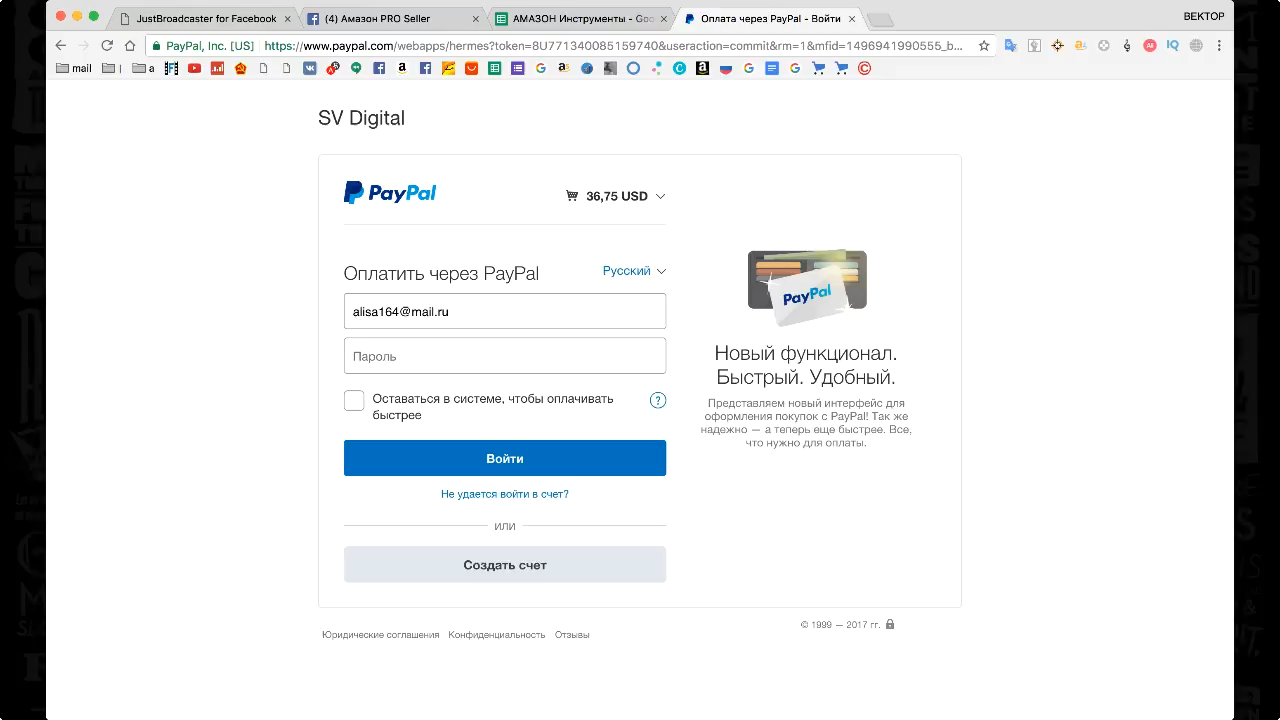 JustBroadcaster for Facebook
(4) Амазон PRO Seller
АМАЗОН Инструменты - Goo
Оплата через PayPal - Войти
ВЕКТОР
PayPal, Inc. [US]
https://www.paypal.com/webapps/hermes?token=8U771340085159740&useraction=commit&rm=1&mfid=1496941990555_b...
mail
a
SV Digital
PayPal
36,75 USD
Оплатить через PayPal
Русский
alisa164@mail.ru
Пароль
Оставаться в системе, чтобы оплачивать
быстрее
?
Войти
Не удается войти в счет?
или
Создать счет
PayPal
Новый функционал.
Быстрый. Удобный.
Представляем новый интерфейс для
оформления покупок с PayPal! Так же
надежно — а теперь еще быстрее. Все,
что нужно для оплаты.
© 1999 — 2017 гг.
Юридические соглашения
Конфиденциальность
Отзывы